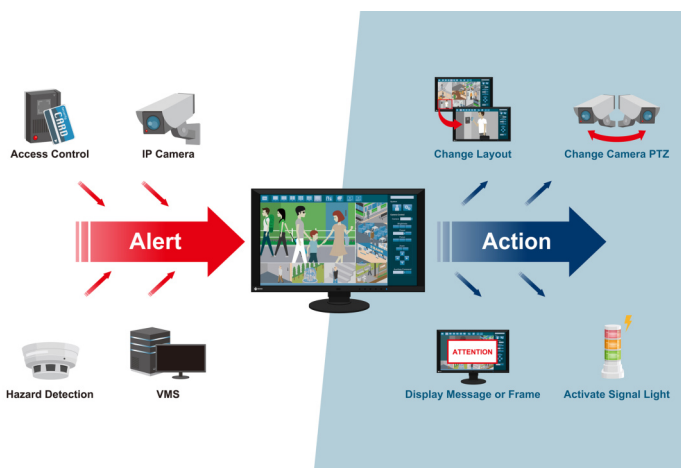 Access Control
IP Camera
Change Layout
Change Camera PTZ
CARD
Alert
Action
ATTENTION
Hazard Detection
VMS
Display Message or Frame
Activate Signal Light